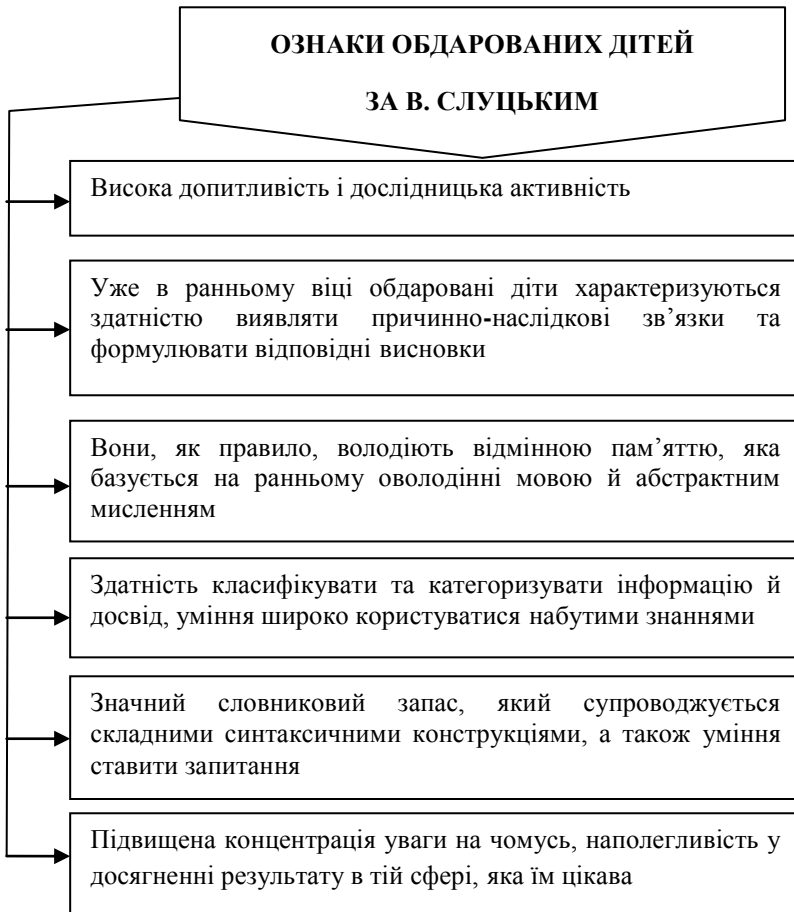 ОЗНАКИ ОБДАРОВАНИХ ДІТЕЙ
ЗА В. СЛУЦЬКИМ
Висока допитливість і дослідницька активність
Уже в ранньому віці обдаровані діти характеризуються
здатністю виявляти причинно-наслідкові зв’язки та
формулювати відповідні висновки
Вони, як правило, володіють відмінною пам’яттю, яка
базується на ранньому оволодінні мовою й абстрактним
мисленням
Здатність класифікувати та категоризувати інформацію й
досвід, уміння широко користуватися набутими знаннями
Значний словниковий запас, який супроводжується
складними синтаксичними конструкціями, а також уміння
ставити запитання
Підвищена концентрація уваги на чомусь, наполегливість у
досягненні результату в тій сфері, яка їм цікава